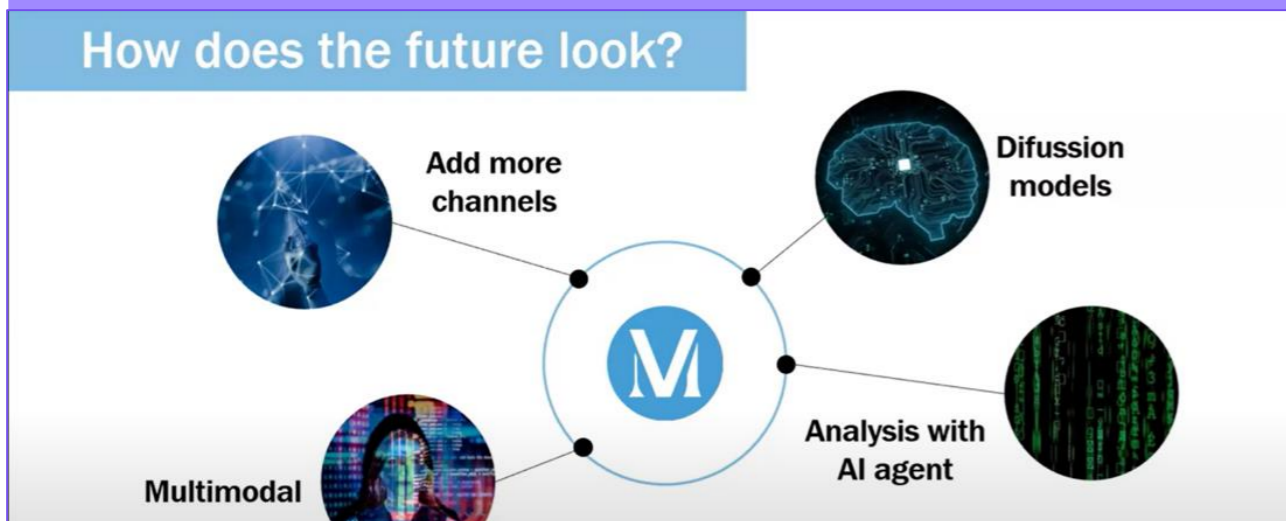 How does the future look?
Add more
channels
Difussion
models
M
Analysis with
AI agent
Multimodal